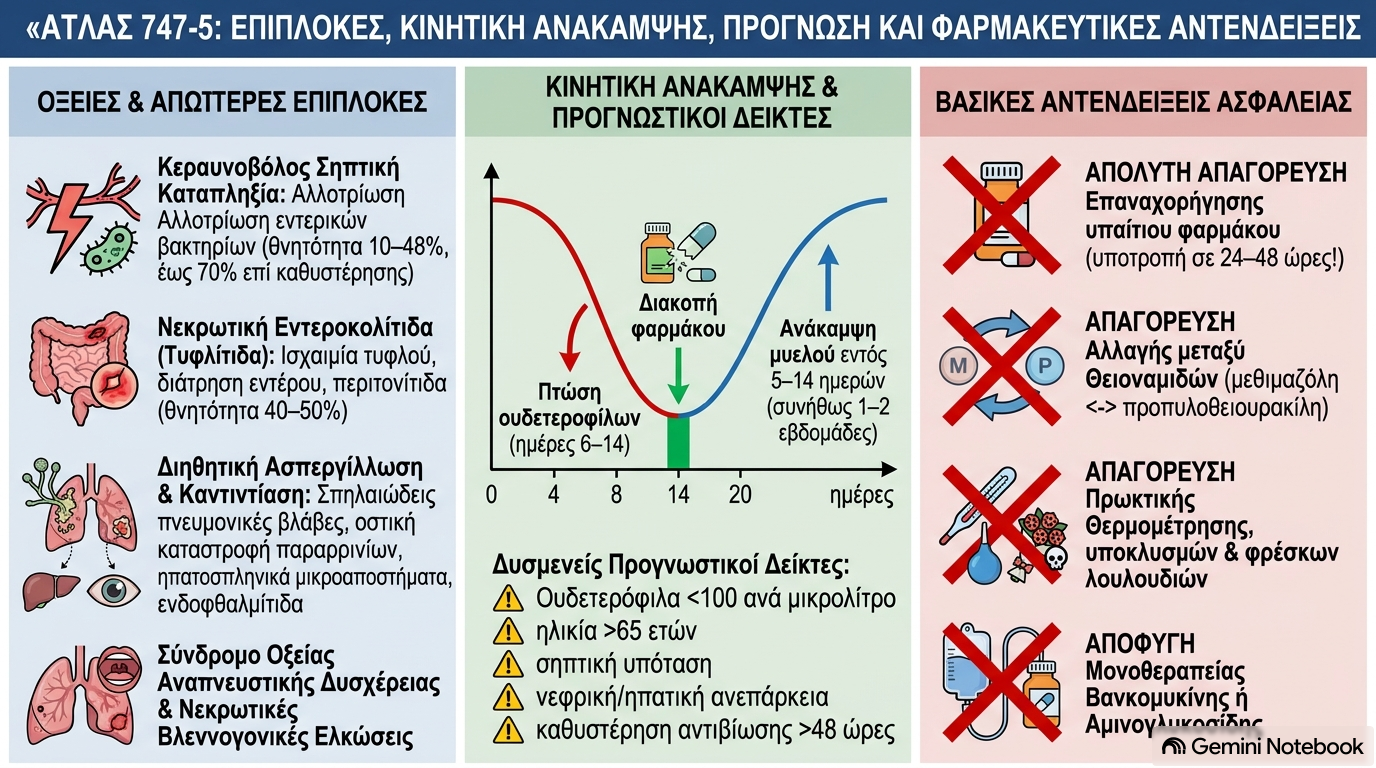 «ΑΤΛΑΣ 747-5: ΕΠΙΠΛΟΚΕΣ, ΚΙΝΗΤΙΚΗ ΑΝΑΚΑΜΨΗΣ, ΠΡΟΓΝΩΣΗ ΚΑΙ ΦΑΡΜΑΚΕΥΤΙΚΕΣ ΑΝΤΕΝΔΕΙΞΕΙΣ
ΟΞΕΙΕΣ & ΑΠΩΤΤΕΡΕΣ ΕΠΙΠΛΟΚΕΣ
Κεραυνοβόλος Σηπτική
Καταπληξία: Αλλοτρίωση
Αλλοτρίωση εντερικών
βακτηρίων (θνητότητα 10–48%,
έως 70% επί καθυστέρησης)
Νεκρωτική Εντεροκολίτιδα
(Τυφλίτιδα): Ισχαιμία τυφλού,
διάτρηση εντέρου, περιτονίτιδα
(θνητότητα 40–50%)
Διηθητική Ασπεργίλλωση
& Καντιντίαση: Σπηλαιώδεις
πνευμονικές βλάβες, οστική
καταστροφή παραρρινίων,
ηπατοσπληνικά μικροαποστήματα,
ενδοφθαλμίτιδα
Σύνδρομο Οξείας
Αναπνευστικής Δυσχέρειας
& Νεκρωτικές
Βλεννογονικές Ελκώσεις
ΚΙΝΗΤΙΚΗ ΑΝΑΚΑΜΨΗΣ &
ΠΡΟΓΝΩΣΤΙΚΟΙ ΔΕΙΚΤΕΣ
Διακοπή
φαρμάκου
Πτώση
ουδετεροφίλων
(ημέρες 6–14)
Ανάκαμψη
μυελού εντός
5–14 ημερών
(συνήθως 1–2
εβδομάδες)
0 4 8 14 20 ημέρες
Δυσμενείς Προγνωστικοί Δείκτες:
Ουδετερόφιλα <100 ανά μικρολίτρο
ηλικία >65 ετών
σηπτική υπόταση
νεφρική/ηπατική ανεπάρκεια
καθυστέρηση αντιβίωσης >48 ώρες
ΒΑΣΙΚΕΣ ΑΝΤΕΝΔΕΙΞΕΙΣ ΑΣΦΑΛΕΙΑΣ
ΑΠΟΛΥΤΗ ΑΠΑΓΟΡΕΥΣΗ
Επαναχορήγησης
υπαίτιου φαρμάκου
(υποτροπή σε 24–48 ώρες!)
M P
ΑΠΑΓΟΡΕΥΣΗ
Αλλαγής μεταξύ
Θειοναμιδών (μεθιμαζόλη
<-> προπυλοθειουρακίλη)
ΑΠΑΓΟΡΕΥΣΗ
Πρωκτικής
Θερμομέτρησης,
υποκλυσμών & φρέσκων
λουλουδιών
ΑΠΟΦΥΓΗ
Μονοθεραπείας
Βανκομυκίνης ή
Αμινογλυκοσίδης
Gemini Notebook